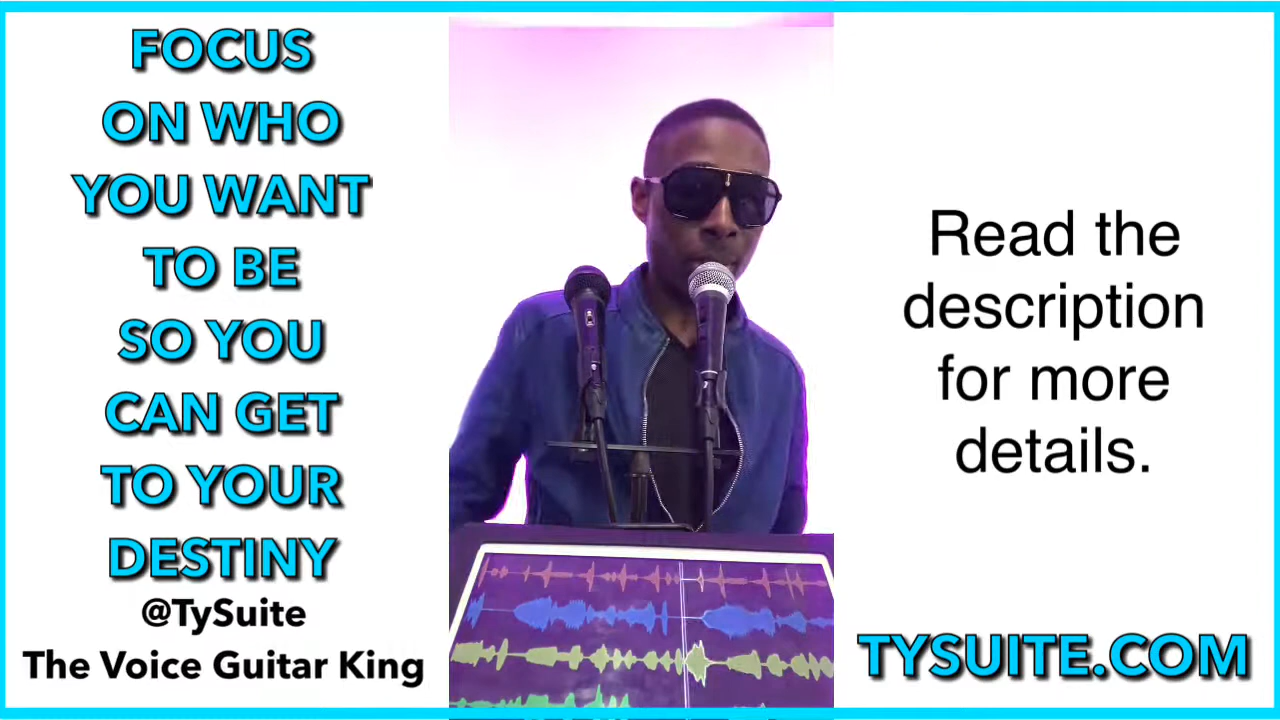 FOCUS
ON WHO
YOU WANT
TO BE
SO YOU
CAN GET
TO YOUR
DESTINY
@TySuite
The Voice Guitar King
Read the
description
for more
details.
TYSUITE.COM